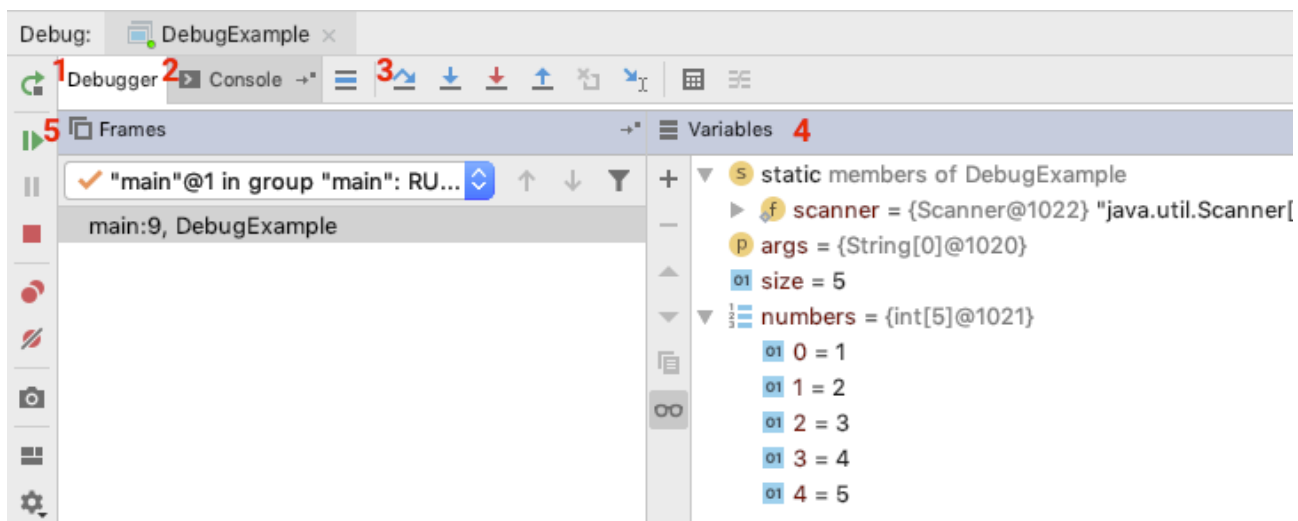 Debug: DebugExample ×
1 Debugger 2 Console 3
5 Frames
Variables 4
"main"@1 in group "main": RU...
main:9, DebugExample
static members of DebugExample
scanner = {Scanner@1022} "java.util.Scanner[
args = {String[0]@1020}
size = 5
numbers = {int[5]@1021}
0 = 1
1 = 2
2 = 3
3 = 4
4 = 5